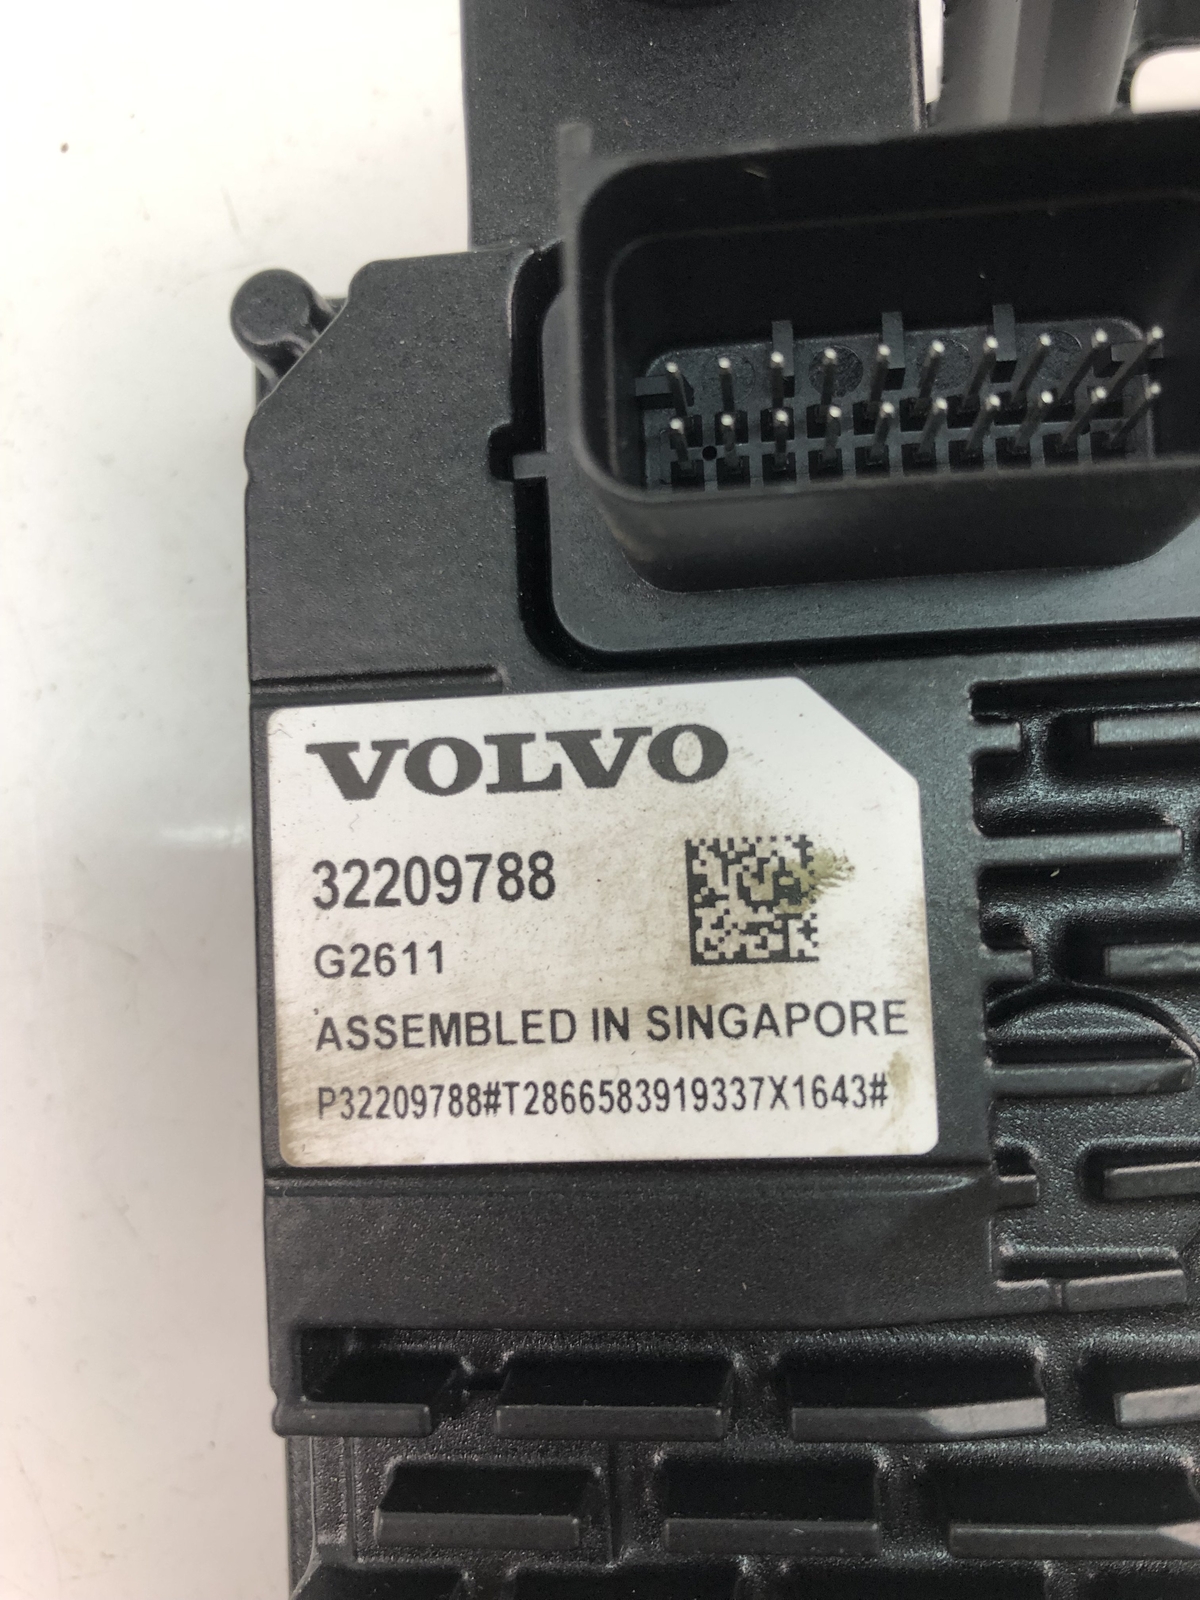 VOLVO
32209788
G2611
ASSEMBLED IN SINGAPORE
P32209788#T2866583919337X1643#